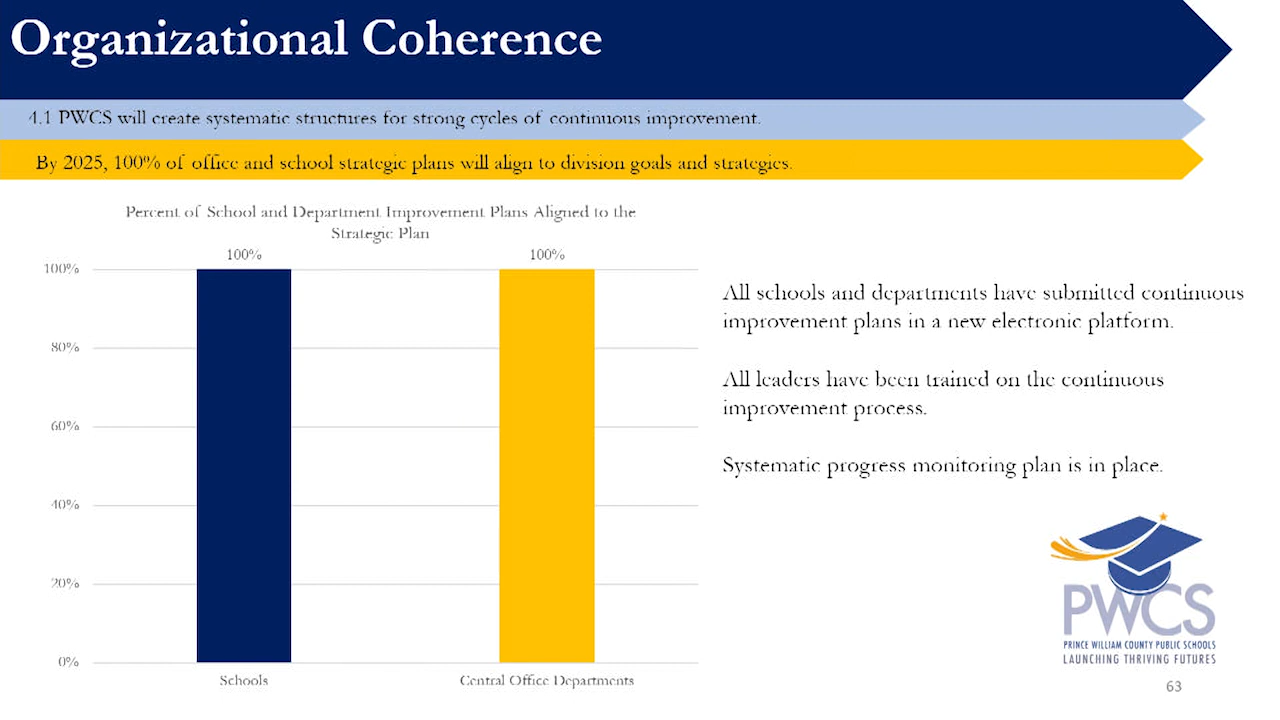 Organizational Coherence
4.1 PWCS will create systematic structures for strong cycles of continuous improvement.
By 2025, 100% of office and school strategic plans will align to division goals and strategies.
Percent of School and Department Improvement Plans Aligned to the
Strategic Plan
100%
100%
100%
80%
60%
40%
20%
0%
Schools
Central Office Departments
All schools and departments have submitted continuous
improvement plans in a new electronic platform.
All leaders have been trained on the continuous
improvement process.
Systematic progress monitoring plan is in place.
PWCS
PRINCE WILLIAM COUNTY PUBLIC SCHOOLS
LAUNCHING THRIVING FUTURES
63